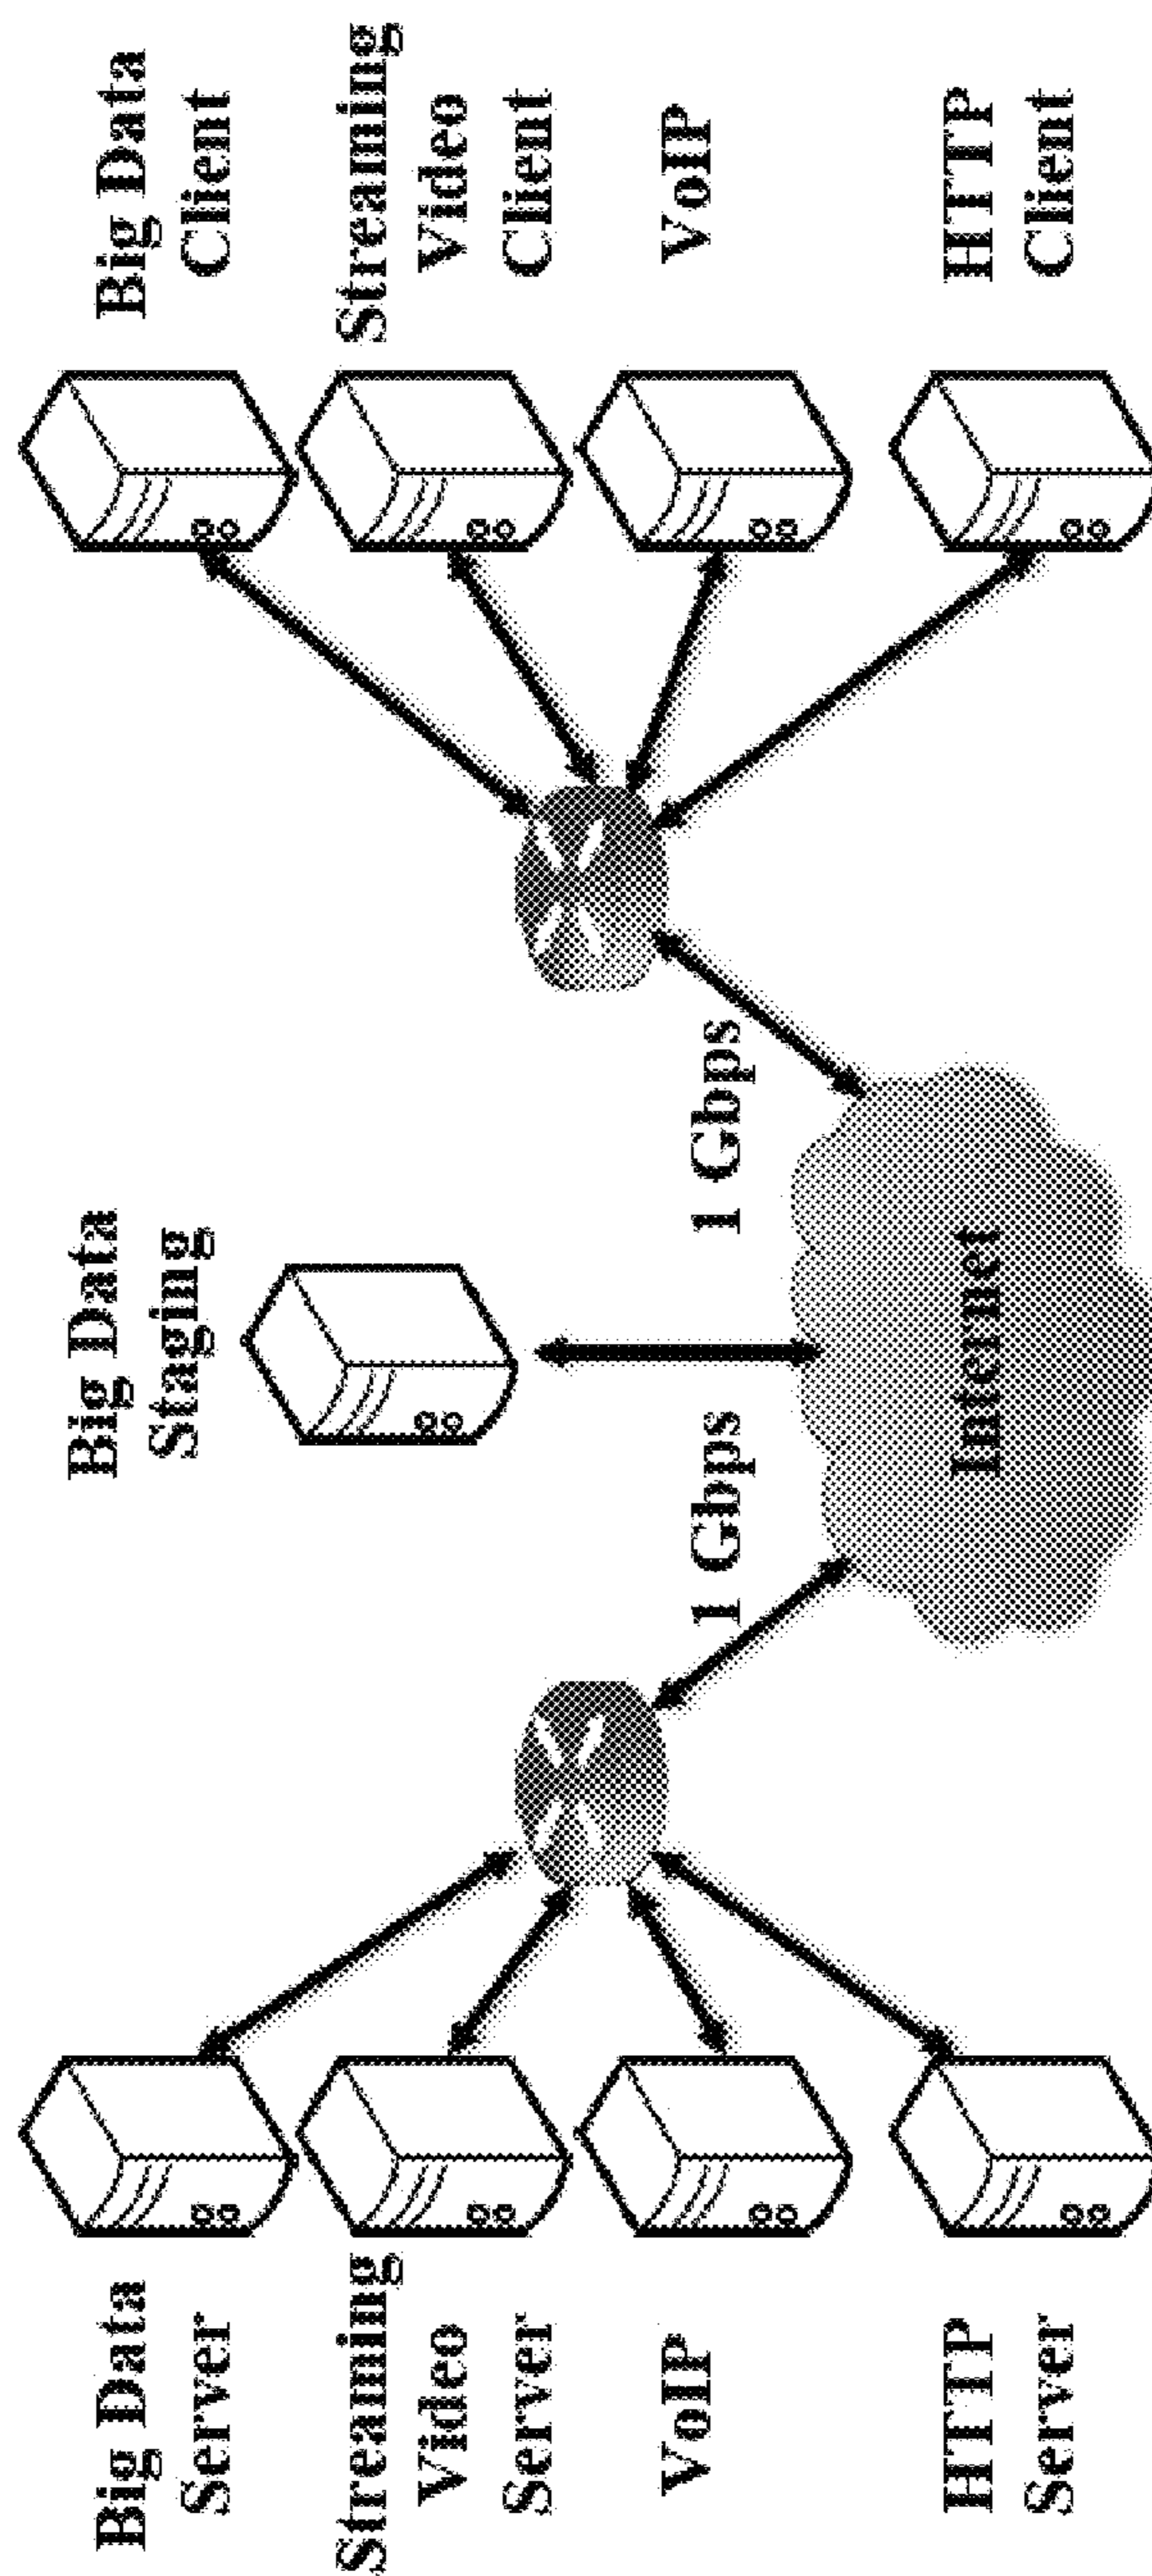 Big Data
Server
Streaming
Video
Server
VoIP
HTTP
Server
Big Data
Staging
1 Gbps
1 Gbps
Internet
Big Data
Client
Streaming
Video
Client
VoIP
HTTP
Client